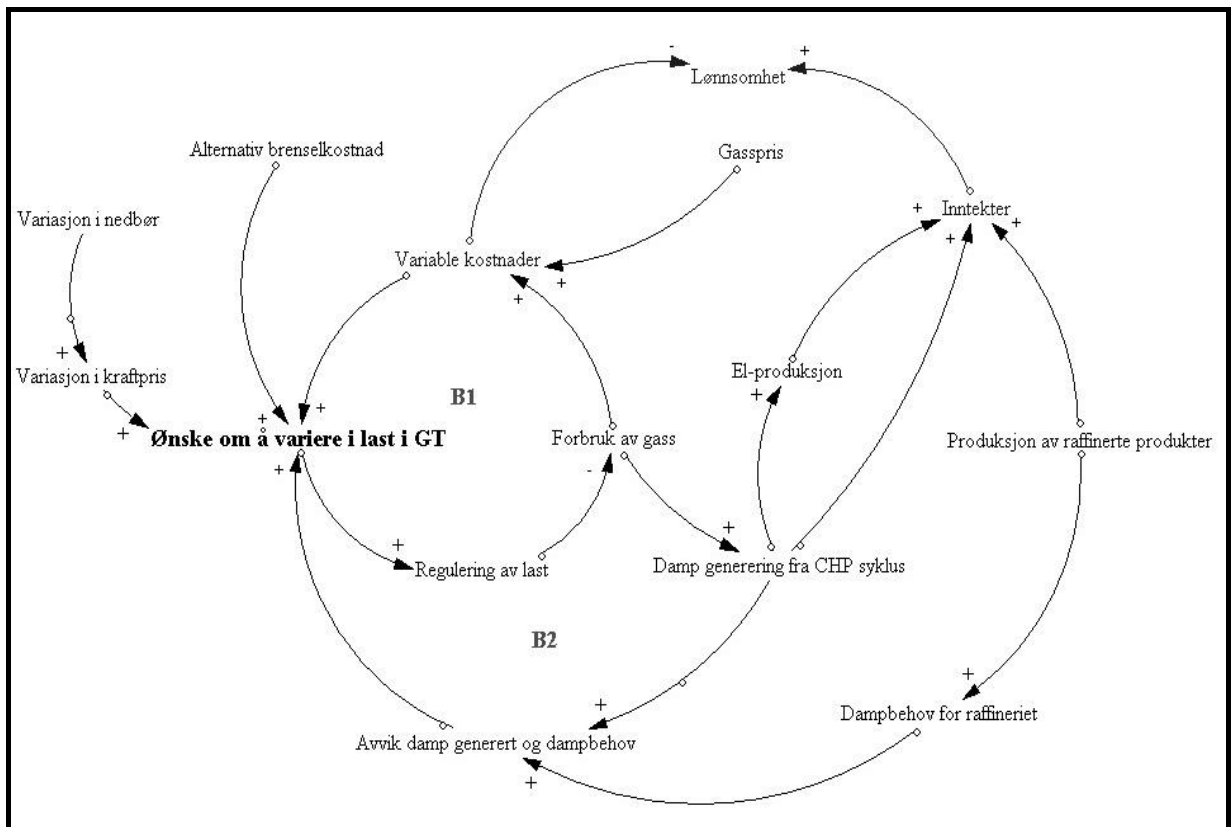 - +
Lønnsomhet
Alternativ brenselkostnad
Gasspris
Variasjon i nedbør
+ Inntekter +
+
Variable kostnader
+ +
+
Variasjon i kraftpris
El-produksjon
+
B1
+ +
+ Ønske om å variere i last i GT
Forbruk av gass
Produksjon av raffinerte produkter
+ -
+ +
Regulering av last
Damp generering fra CHP syklus
B2
+
+
Dampbehov for raffineriet
Avvik damp generert og dampbehov
+